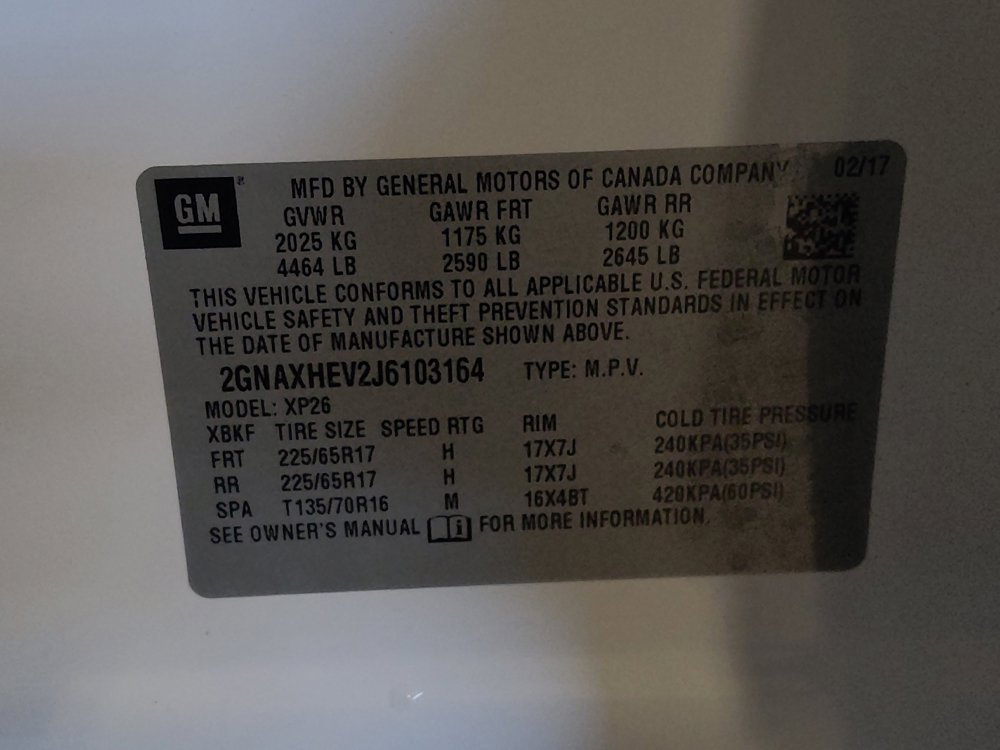 GM® MFD BY GENERAL MOTORS OF CANADA COMPANY 02/17
GVWR GAWR FRT GAWR RR
2025 KG 1175 KG 1200 KG
4464 LB 2590 LB 2645 LB
THIS VEHICLE CONFORMS TO ALL APPLICABLE U.S. FEDERAL MOTOR
VEHICLE SAFETY AND THEFT PREVENTION STANDARDS IN EFFECT ON
THE DATE OF MANUFACTURE SHOWN ABOVE.
2GNAXHEV2J6103164 TYPE: M.P.V.
MODEL: XP26
XBKF TIRE SIZE SPEED RTG RIM COLD TIRE PRESSURE
FRT 225/65R17 H 17X7J 240KPA(35PSI)
RR 225/65R17 H 17X7J 240KPA(35PSI)
SPA T135/70R16 M 16X4BT 420KPA(60PSI)
SEE OWNER'S MANUAL i FOR MORE INFORMATION.